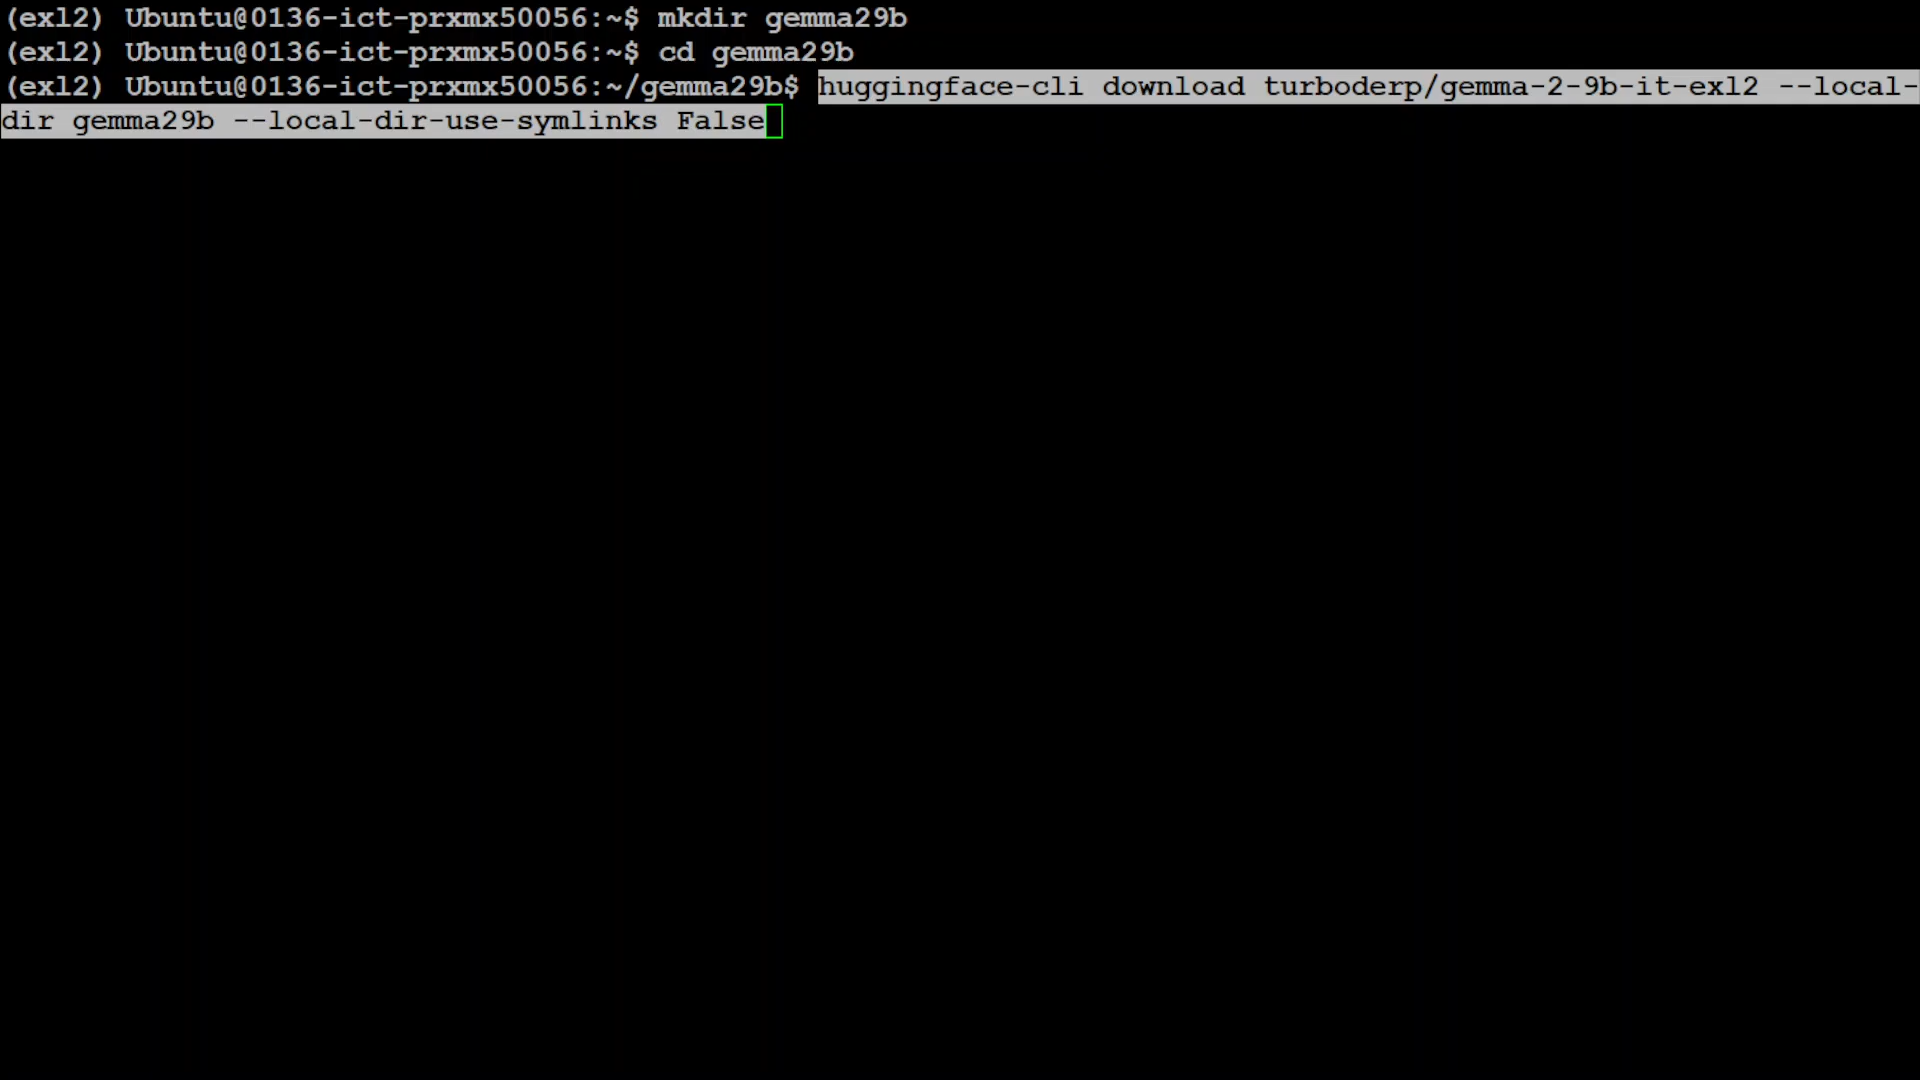 (exl2) Ubuntu@0136-ict-prxmx50056:~$ mkdir gemma29b
(exl2) Ubuntu@0136-ict-prxmx50056:~$ cd gemma29b
(exl2) Ubuntu@0136-ict-prxmx50056:~/gemma29b$ huggingface-cli download turboderp/gemma-2-9b-it-exl2 --local-
dir gemma29b --local-dir-use-symlinks False